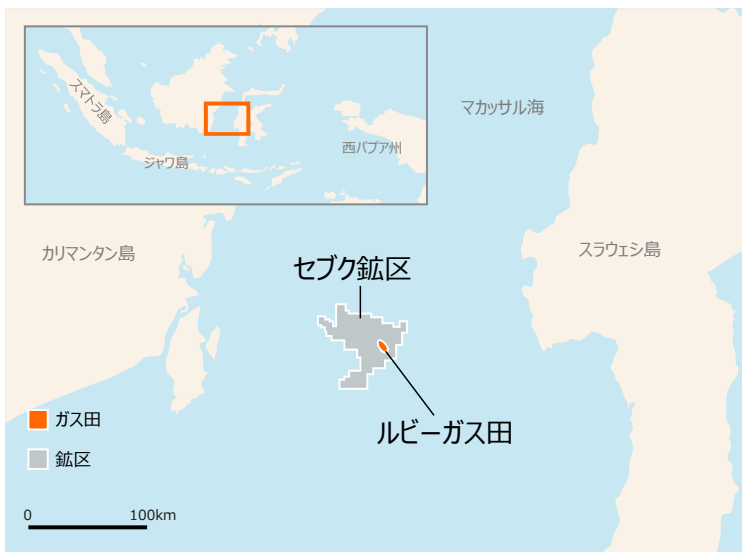 スマトラ島
ジャワ島
西パプア州
マカッサル海
カリマンタン島
スラウェシ島
セブク鉱区
ルビーガス田
ガス田
鉱区
0 100km